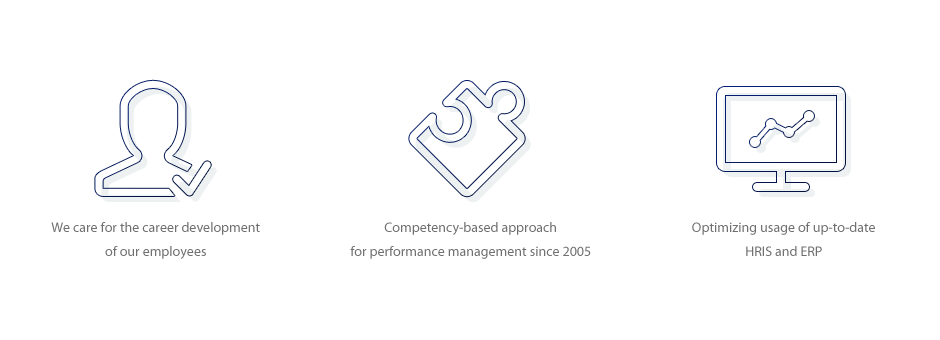 We care for the career development
of our employees
Competency-based approach
for performance management since 2005
Optimizing usage of up-to-date
HRIS and ERP